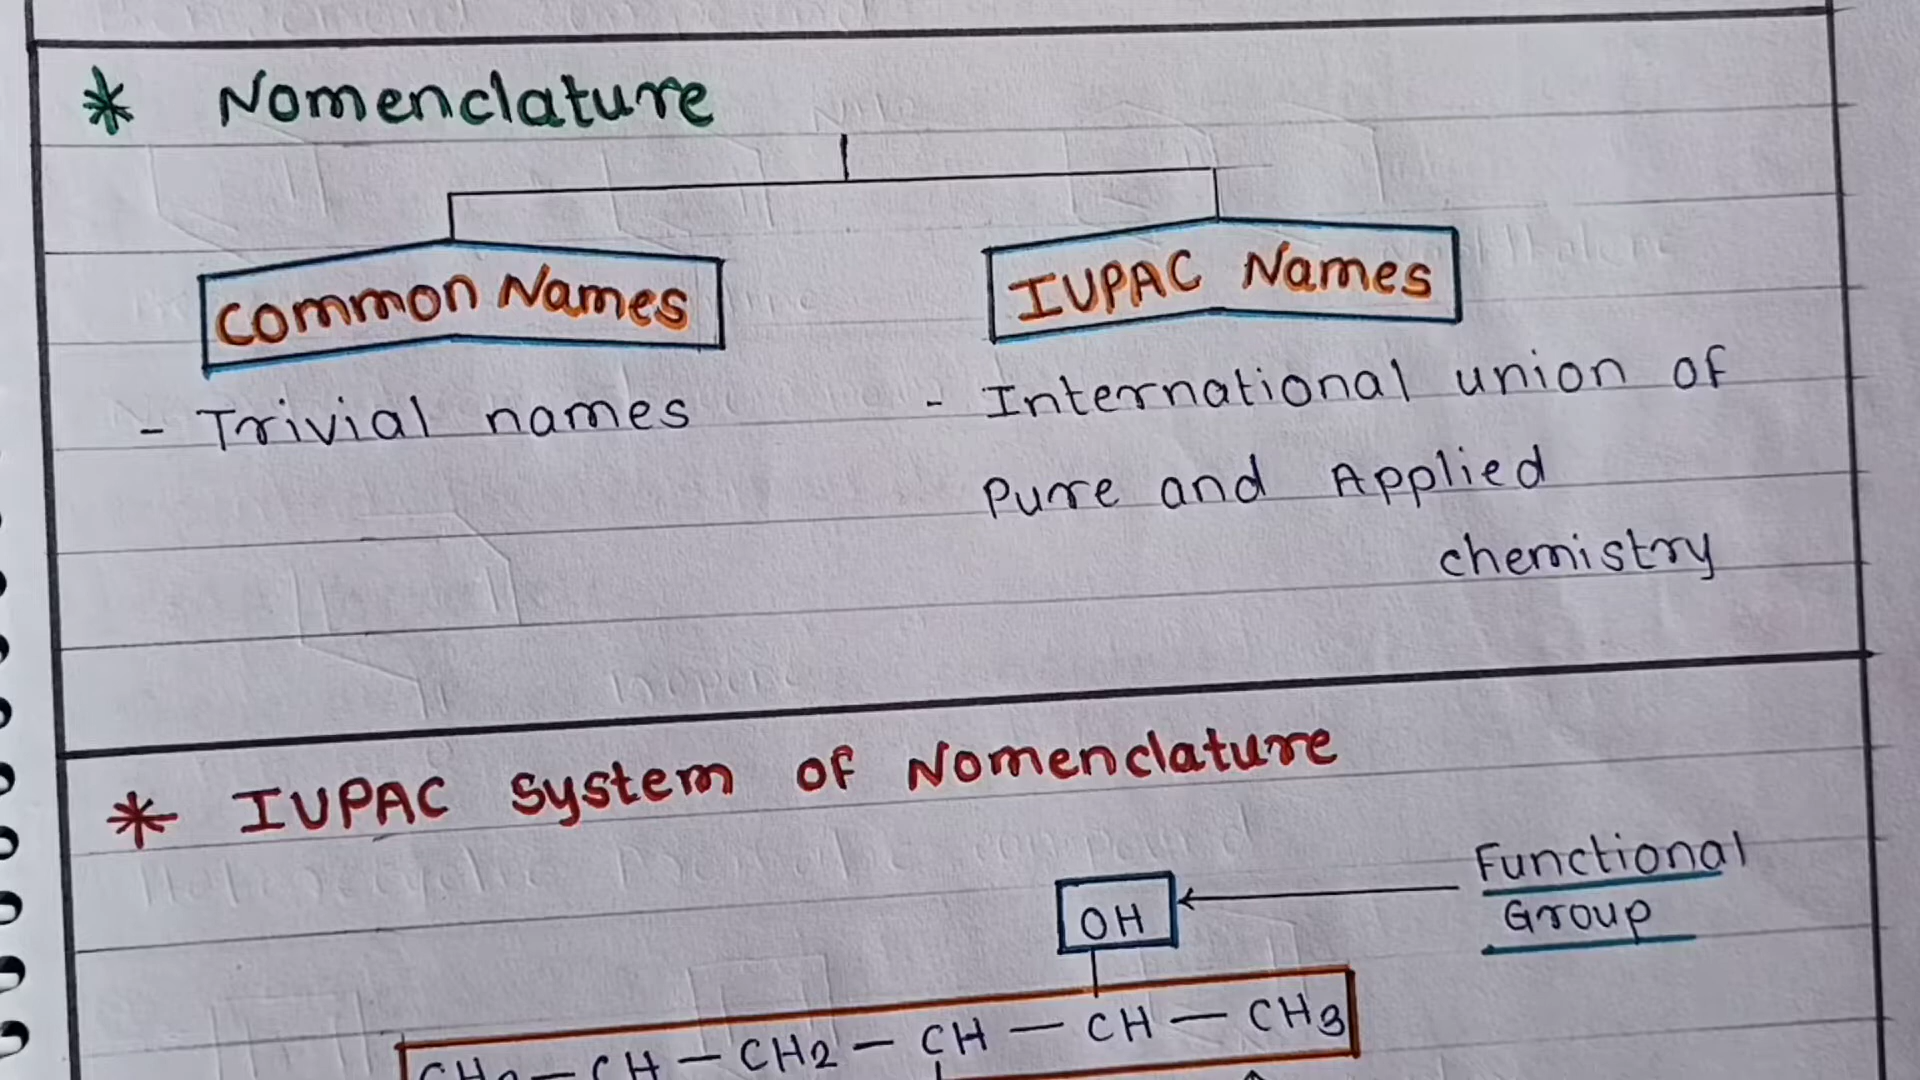 * Nomenclature
Common Names
IUPAC Names
- Trivial names
- International union of
Pure and Applied
chemistry
* IUPAC System of Nomenclature
Functional
Group
OH
CH — CH2 — CH — CH — CH3